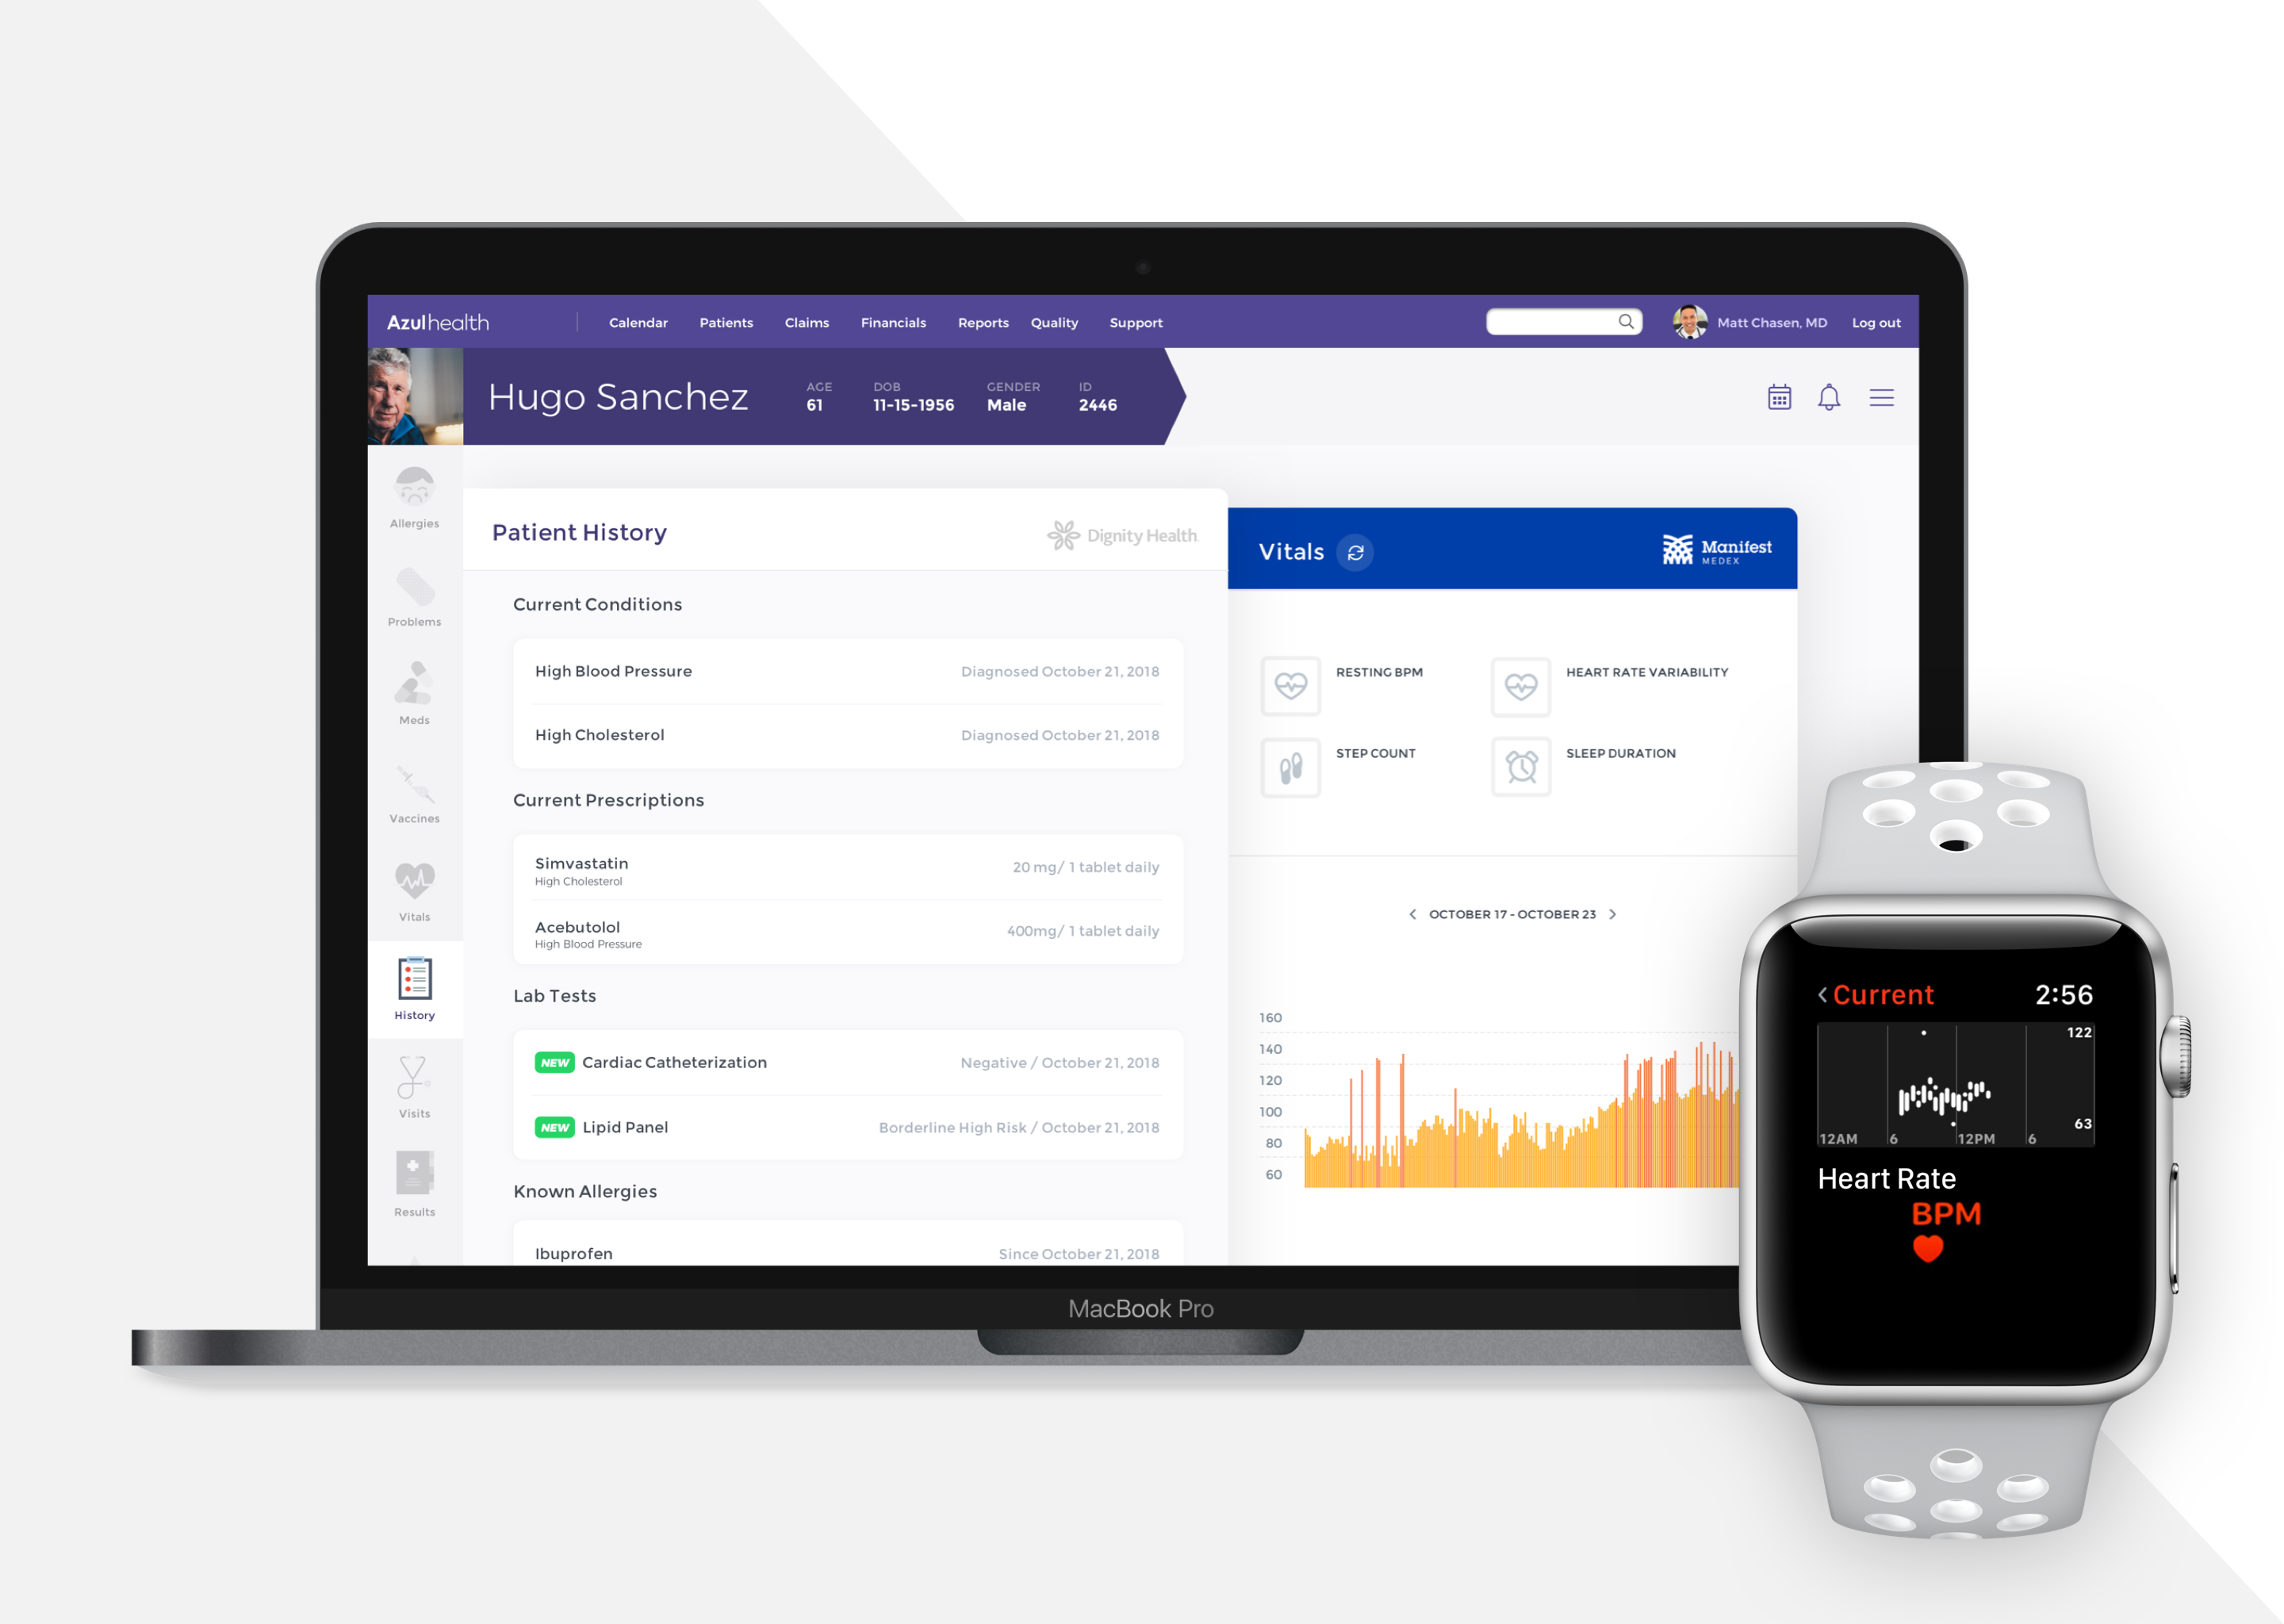 Azulhealth
Calendar
Patients
Claims
Financials
Reports
Quality
Support
Matt Chasen, MD
Log out
Hugo Sanchez
AGE
61
DOB
11-15-1956
GENDER
Male
ID
2446
Allergies
Problems
Meds
Vaccines
Vitals
History
Visits
Results
Patient History
Dignity Health
Current Conditions
High Blood Pressure
Diagnosed October 21, 2018
High Cholesterol
Diagnosed October 21, 2018
Current Prescriptions
Simvastatin
High Cholesterol
20 mg/ 1 tablet daily
Acebutolol
High Blood Pressure
400mg/ 1 tablet daily
Lab Tests
NEW Cardiac Catheterization
Negative / October 21, 2018
NEW Lipid Panel
Borderline High Risk / October 21, 2018
Known Allergies
Ibuprofen
Since October 21, 2018
Vitals
Manifest
MEDEX
RESTING BPM
HEART RATE VARIABILITY
STEP COUNT
SLEEP DURATION
OCTOBER 17 - OCTOBER 23
160
140
120
100
80
60
MacBook Pro
Current
2:56
122
63
12AM
6
12PM
6
Heart Rate
BPM